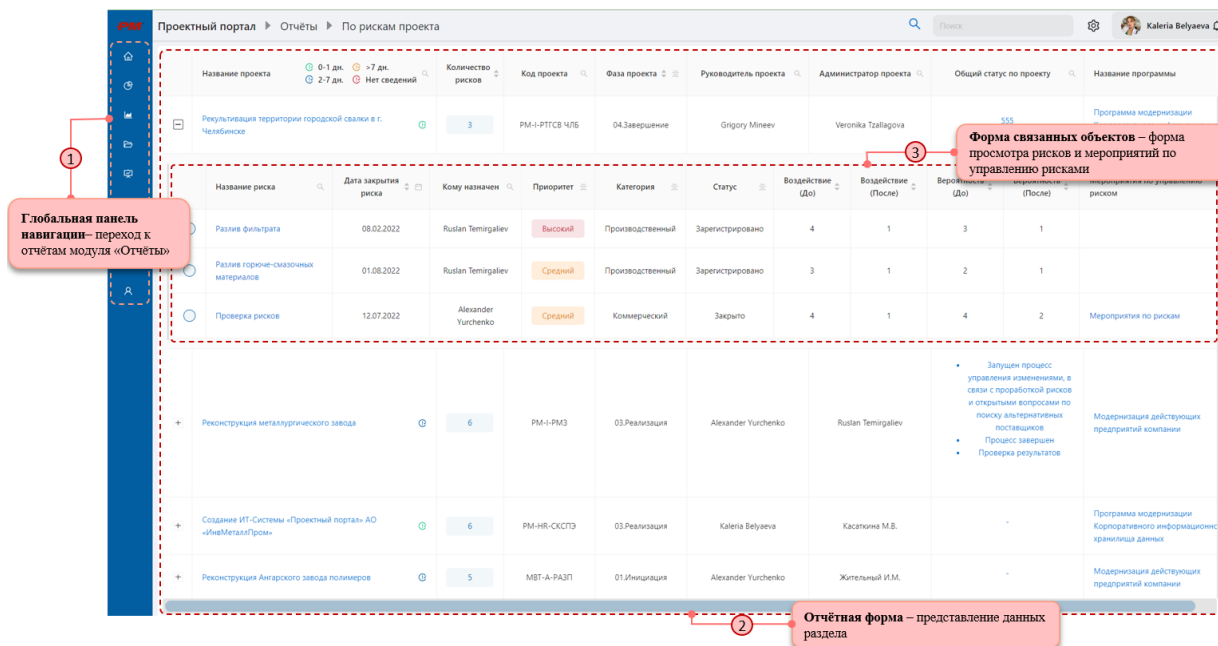 PM
Проектный портал Отчёты По рискам проекта
Поиск
Kaleria Belyaeva
Название проекта
0-1 дн. >7 дн.
2-7 дн. Нет сведений
Количество
рисков
Код проекта
Фаза проекта
Руководитель проекта
Администратор проекта
Общий статус по проекту
Название программы
Рекультивация территории городской свалки в г.
Челябинске
3
PM-I-РТГСВ ЧЛБ
04.Завершение
Grigory Mineev
Veronika Tzallagova
555
Программа модернизации
1
3
Форма связанных объектов – форма
просмотра рисков и мероприятий по
управлению рисками
Глобальная панель
навигации– переход к
отчётам модуля «Отчёты»
Название риска
Дата закрытия
риска
Кому назначен
Приоритет
Категория
Статус
Воздействие
(До)
Воздействие
(После)
Вероятность
(До)
Вероятность
(После)
Мероприятия по управлению
риском
Разлив фильтрата
08.02.2022
Ruslan Temirgaliev
Высокий
Производственный
Зарегистрировано
4
1
3
1
Разлив горюче-смазочных
материалов
01.08.2022
Ruslan Temirgaliev
Средний
Производственный
Зарегистрировано
3
1
2
1
Проверка рисков
12.07.2022
Alexander
Yurchenko
Средний
Коммерческий
Закрыто
4
1
4
2
Мероприятия по рискам
Реконструкция металлургического завода
6
PM-I-РМЗ
03.Реализация
Alexander Yurchenko
Ruslan Temirgaliev
• Запущен процесс
управления изменениями, в
связи с проработкой рисков
и открытыми вопросами по
поиску альтернативных
поставщиков
• Процесс завершен
• Проверка результатов
Модернизация действующих
предприятий компании
Создание ИТ-Системы «Проектный портал» АО
«ИнвМеталлПром»
6
PM-HR-СКСПЭ
03.Реализация
Kaleria Belyaeva
Касаткина М.В.
-
Программа модернизации
Корпоративного информационно
хранилища данных
Реконструкция Ангарского завода полимеров
5
МВТ-А-РАЗП
01.Инициация
Alexander Yurchenko
Жительный И.М.
-
Модернизация действующих
предприятий компании
2
Отчётная форма – представление данных
раздела